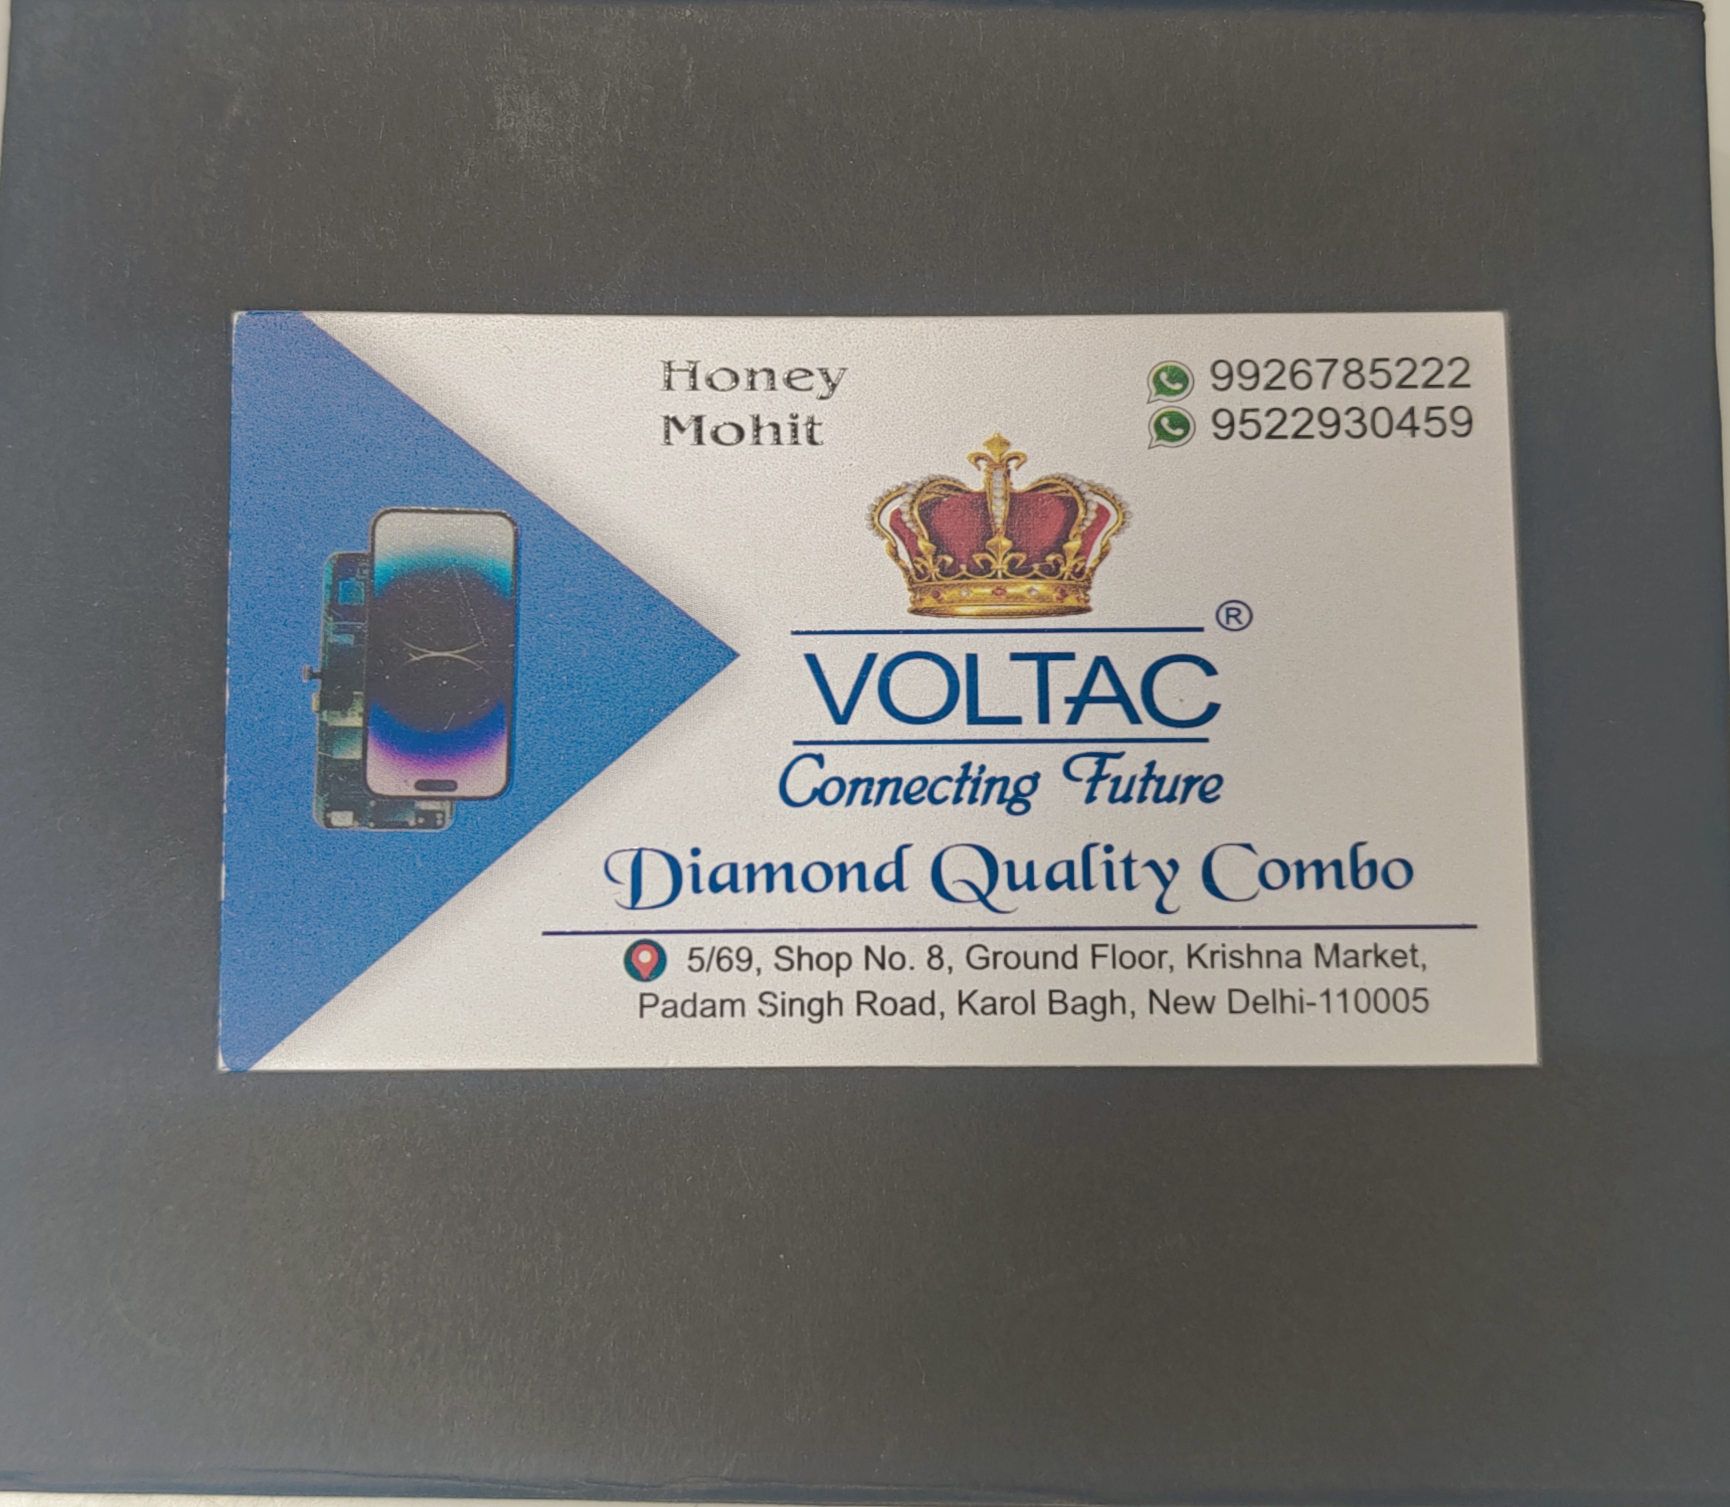 Honey
Mohit
9926785222
9522930459
®
VOLTAC
Connecting Future
Diamond Quality Combo
5/69, Shop No. 8, Ground Floor, Krishna Market,
Padam Singh Road, Karol Bagh, New Delhi-110005